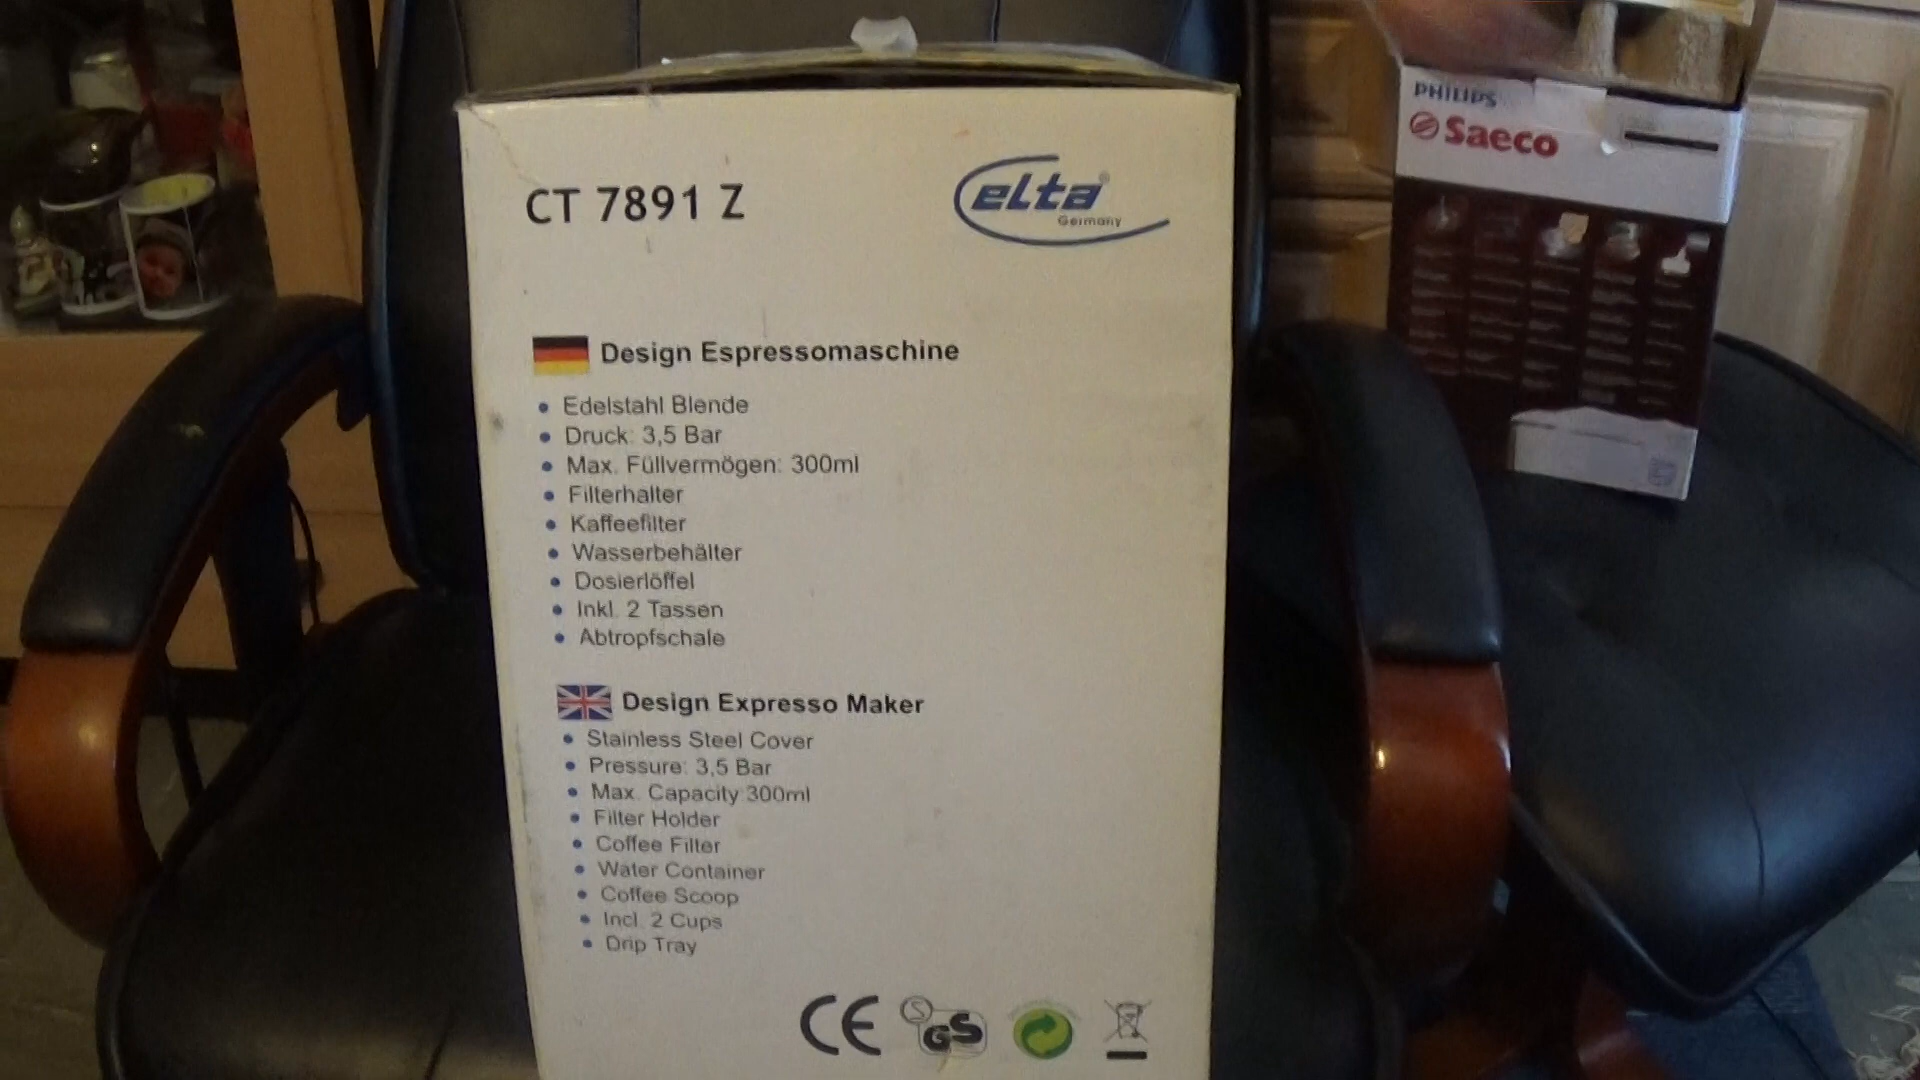 CT 7891 Z
elta®
Germany
Design Espressomaschine
• Edelstahl Blende
• Druck: 3,5 Bar
• Max. Füllvermögen: 300ml
• Filterhalter
• Kaffeefilter
• Wasserbehälter
• Dosierlöffel
• Inkl. 2 Tassen
• Abtropfschale
Design Expresso Maker
• Stainless Steel Cover
• Pressure: 3,5 Bar
• Max. Capacity:300ml
• Filter Holder
• Coffee Filter
• Water Container
• Coffee Scoop
• Incl. 2 Cups
• Drip Tray
CE
S GS
PHILIPS
Saeco